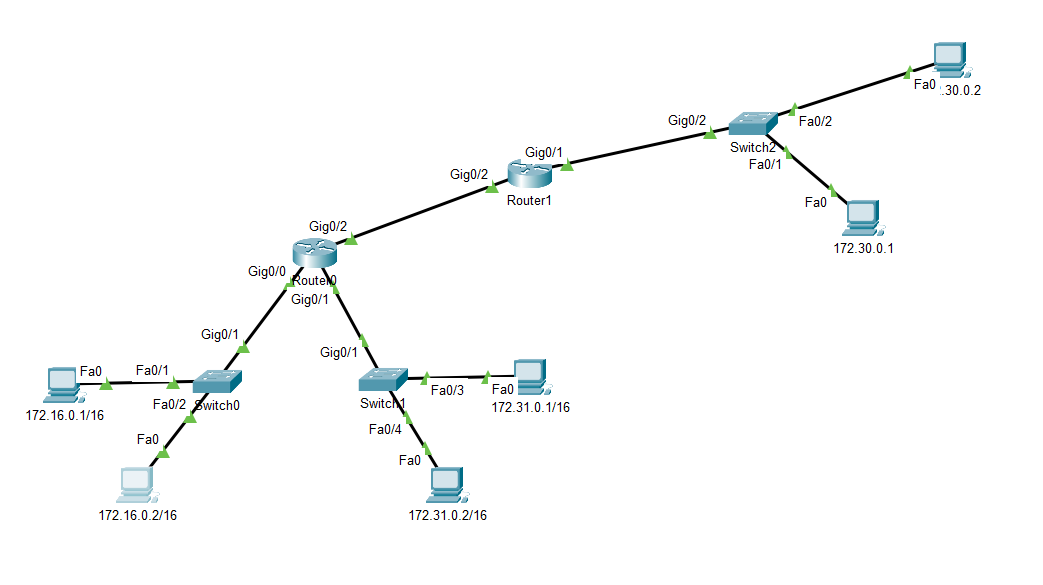 Fa0
.30.0.2
Gig0/2
Fa0/2
Switch2
Fa0/1
Gig0/1
Gig0/2
Router1
Fa0
172.30.0.1
Gig0/2
Gig0/0
Router0
Gig0/1
Gig0/1
Gig0/1
Fa0
Fa0/1
172.16.0.1/16
Fa0/2
Switch0
Fa0
172.16.0.2/16
Switch1
Fa0/3
Fa0
172.31.0.1/16
Fa0/4
Fa0
172.31.0.2/16